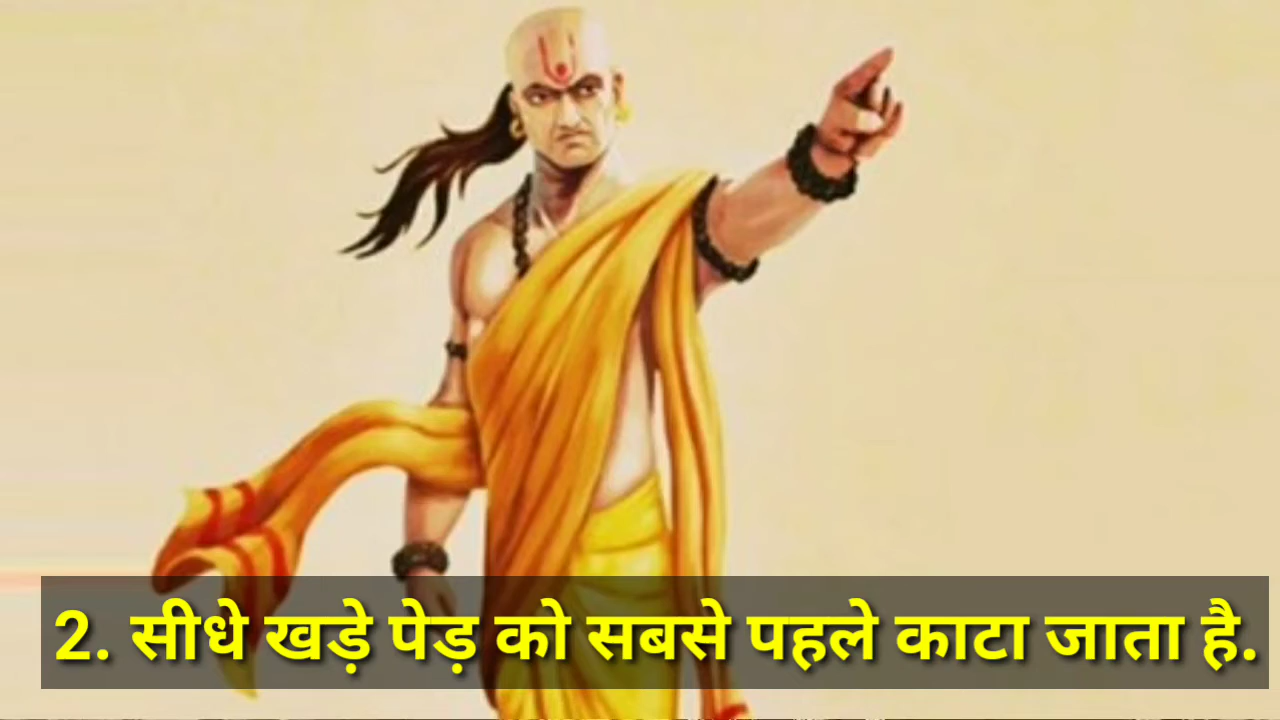 2. सीधे खड़े पेड़ को सबसे पहले काटा जाता है.